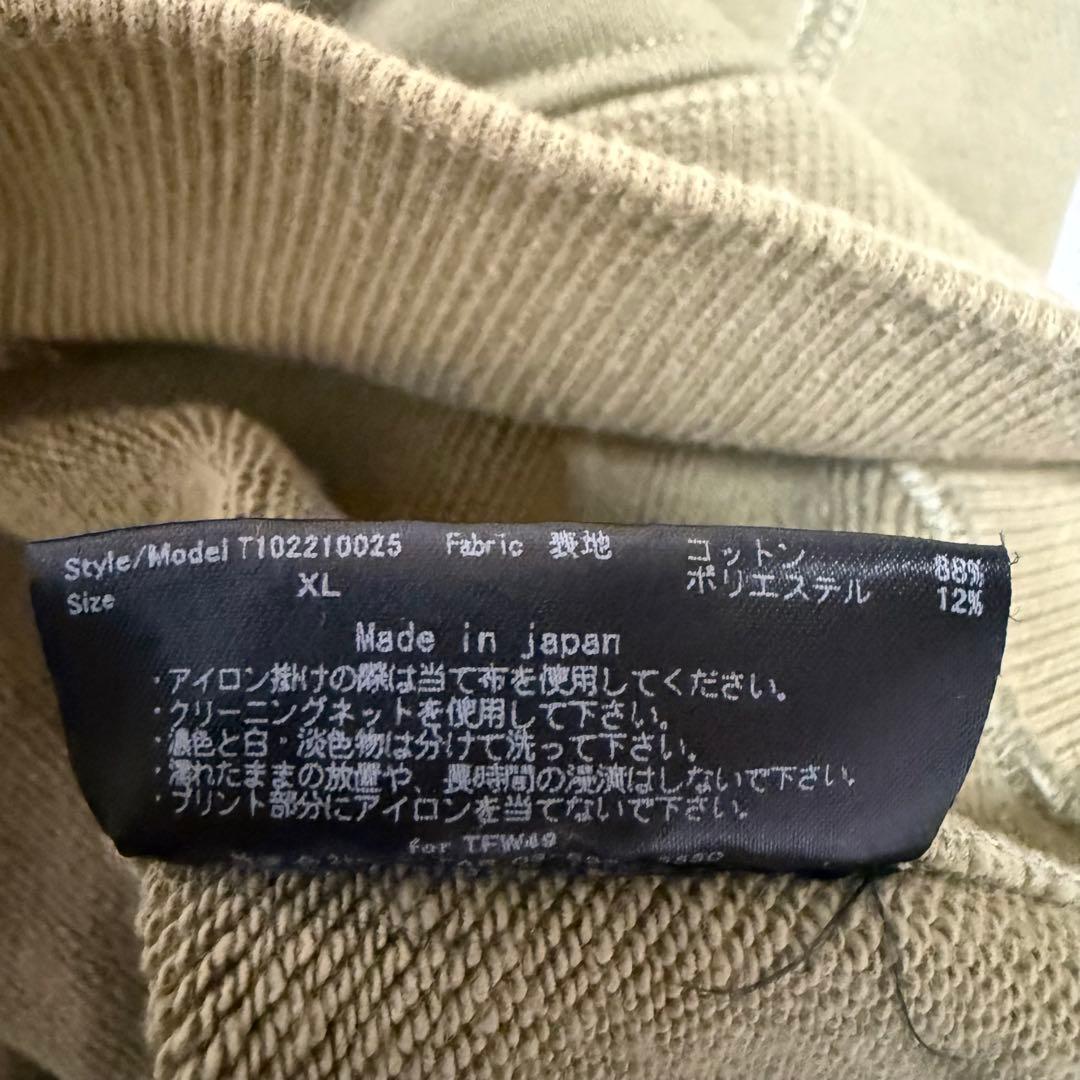 Style/Model T102210025 Fabric 表地 コットン 88%
Size XL ポリエステル 12%
Made in japan
・アイロン掛けの際は当て布を使用してください。
・クリーニングネットを使用して下さい。
・濃色と白・淡色物は分けて洗って下さい。
・濡れたままの放置や、長時間の浸漬はしないで下さい。
・プリント部分にアイロンを当てないで下さい。
for TFW49